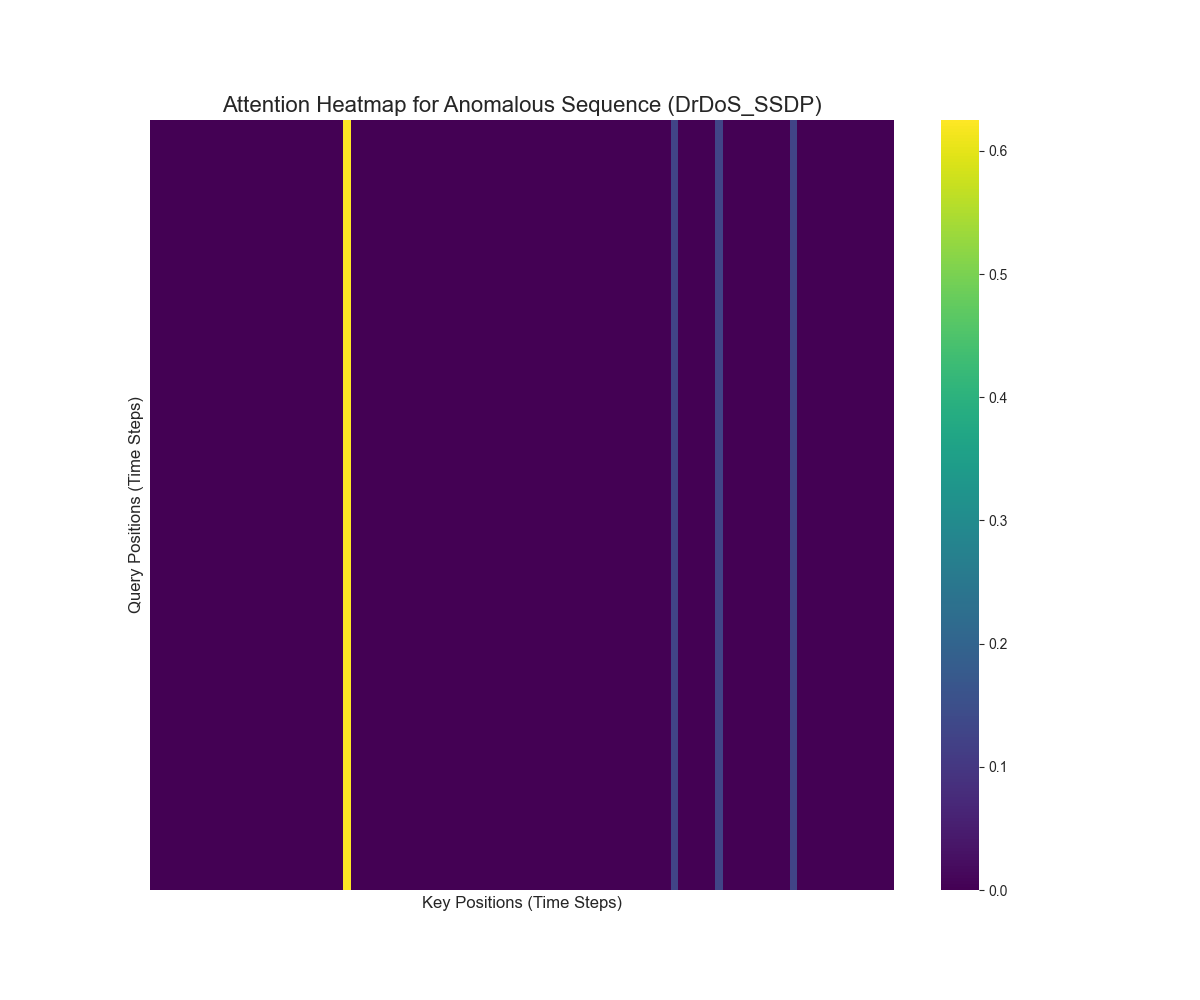 Attention Heatmap for Anomalous Sequence (DrDoS_SSDP)
Query Positions (Time Steps)
Key Positions (Time Steps)
0.6
0.5
0.4
0.3
0.2
0.1
0.0